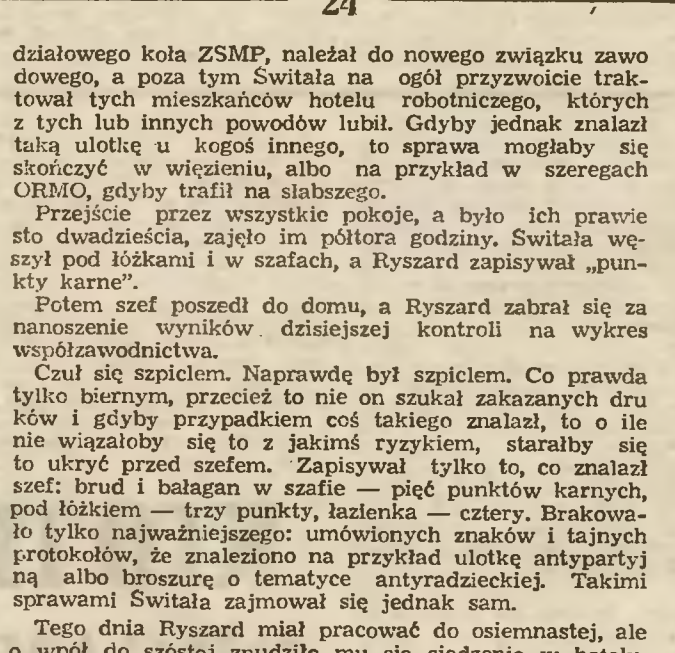 24
działowego koła ZSMP, należał do nowego związku zawo
dowego, a poza tym Świtała na ogół przyzwoicie trak-
tował tych mieszkańców hotelu robotniczego, których
z tych lub innych powodów lubił. Gdyby jednak znalazł
taką ulotkę u kogoś innego, to sprawa mogłaby się
skończyć w więzieniu, albo na przykład w szeregach
ORMO, gdyby trafił na słabszego.
Przejście przez wszystkie pokoje, a było ich prawie
sto dwadzieścia, zajęło im półtora godziny. Świtała wę-
szył pod łóżkami i w szafach, a Ryszard zapisywał „pun-
kty karne”.
Potem szef poszedł do domu, a Ryszard zabrał się za
nanoszenie wyników dzisiejszej kontroli na wykres
współzawodnictwa.
Czuł się szpiclem. Naprawdę był szpiclem. Co prawda
tylko biernym, przecież to nie on szukał zakazanych dru
ków i gdyby przypadkiem coś takiego znalazł, to o ile
nie wiązałoby się to z jakimś ryzykiem, starałby się
to ukryć przed szefem. Zapisywał tylko to, co znalazł
szef: brud i bałagan w szafie — pięć punktów karnych,
pod łóżkiem — trzy punkty, łazienka — cztery. Brakowa-
ło tylko najważniejszego: umówionych znaków i tajnych
protokołów, że znaleziono na przykład ulotkę antypartyj
ną albo broszurę o tematyce antyradzieckiej. Takimi
sprawami Świtała zajmował się jednak sam.
Tego dnia Ryszard miał pracować do osiemnastej, ale
o wpół do szóstej znudziło mu się siedzenie w hotelu